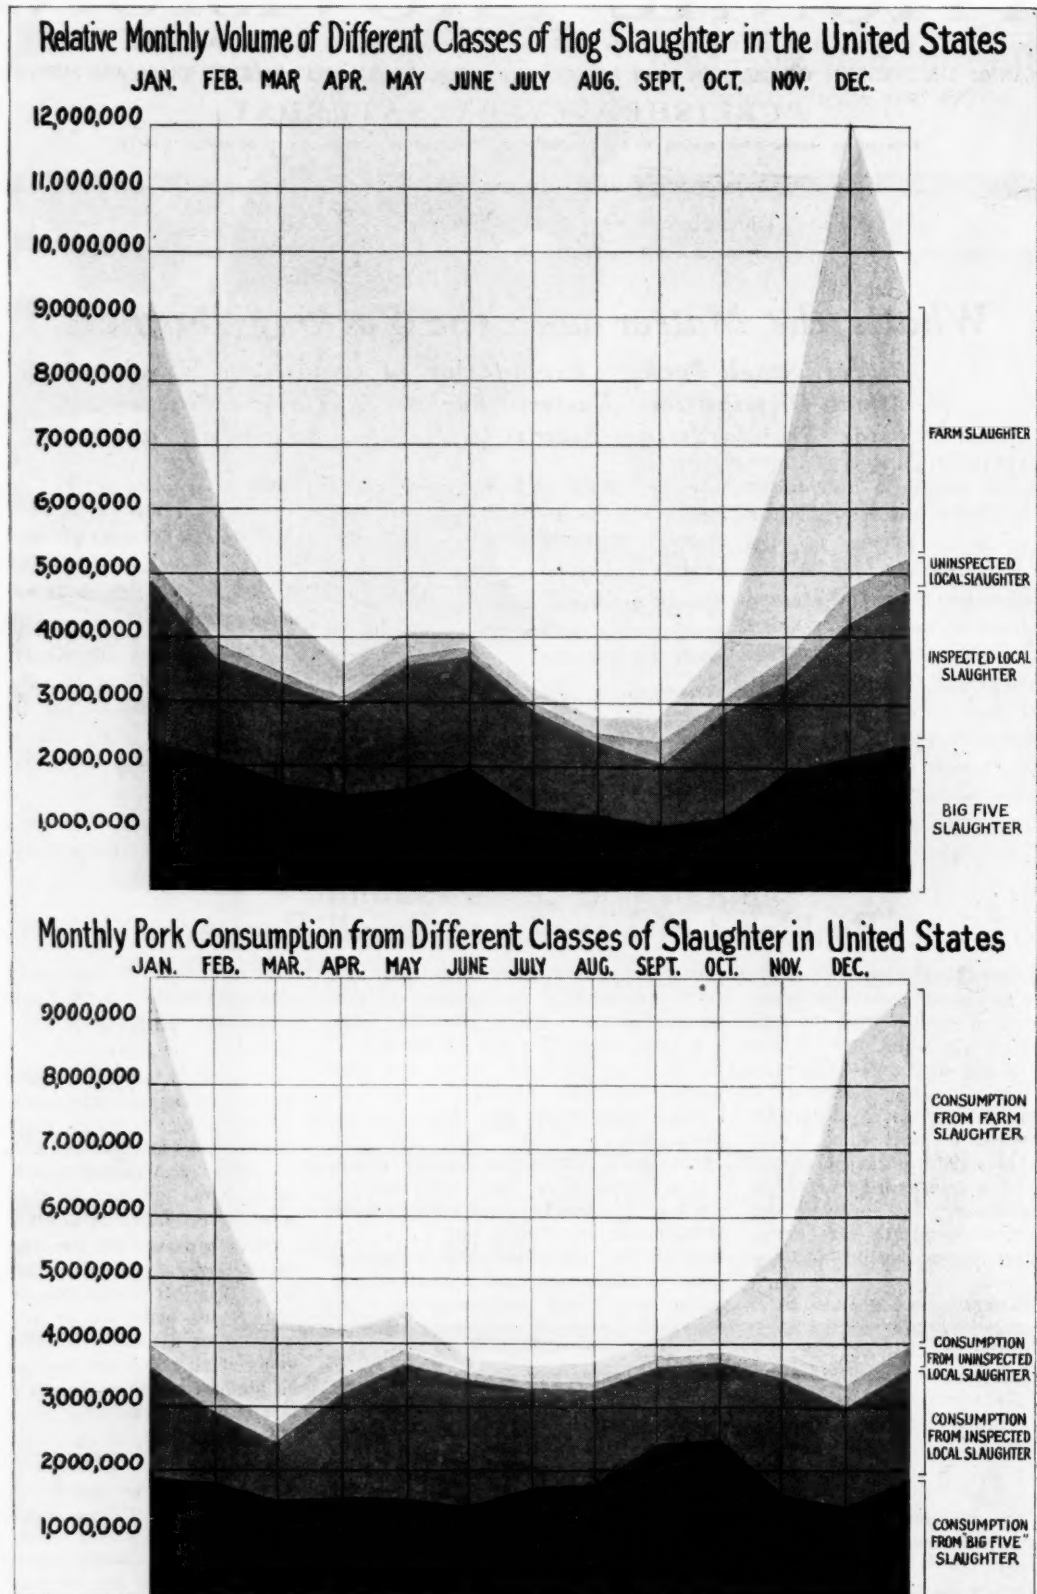 Relative Monthly Volume of Different Classes of Hog Slaughter in the United States
JAN. FEB. MAR. APR. MAY JUNE JULY AUG. SEPT. OCT. NOV. DEC.
12,000,000
11,000.000
10,000,000
9,000,000
8,000,000
7,000,000
6,000,000
5,000,000
4,000,000
3,000,000
2,000,000
1,000,000
FARM SLAUGHTER
UNINSPECTED
LOCAL SLAUGHTER
INSPECTED LOCAL
SLAUGHTER
BIG FIVE
SLAUGHTER
Monthly Pork Consumption from Different Classes of Slaughter in United States
JAN. FEB. MAR. APR. MAY JUNE JULY AUG. SEPT. OCT. NOV. DEC.
9,000,000
8,000,000
7,000,000
6,000,000
5,000,000
4,000,000
3,000,000
2,000,000
1,000,000
CONSUMPTION
FROM FARM
SLAUGHTER
CONSUMPTION
FROM UNINSPECTED
LOCAL SLAUGHTER
CONSUMPTION
FROM INSPECTED
LOCAL SLAUGHTER
CONSUMPTION
FROM "BIG FIVE"
SLAUGHTER